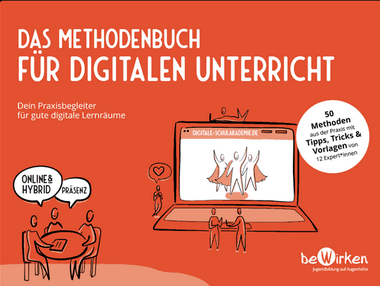 DAS METHODENBUCH
FÜR DIGITALEN UNTERRICHT
Dein Praxisbegleiter
für gute digitale Lernräume
50
Methoden
aus der Praxis mit
Tipps, Tricks &
Vorlagen von
12 Expert*innen
DIGITALE-SCHULAKADEMIE.DE
ONLINE &
HYBRID
PRÄSENZ
beWirken
Jugendbildung auf Augenhöhe